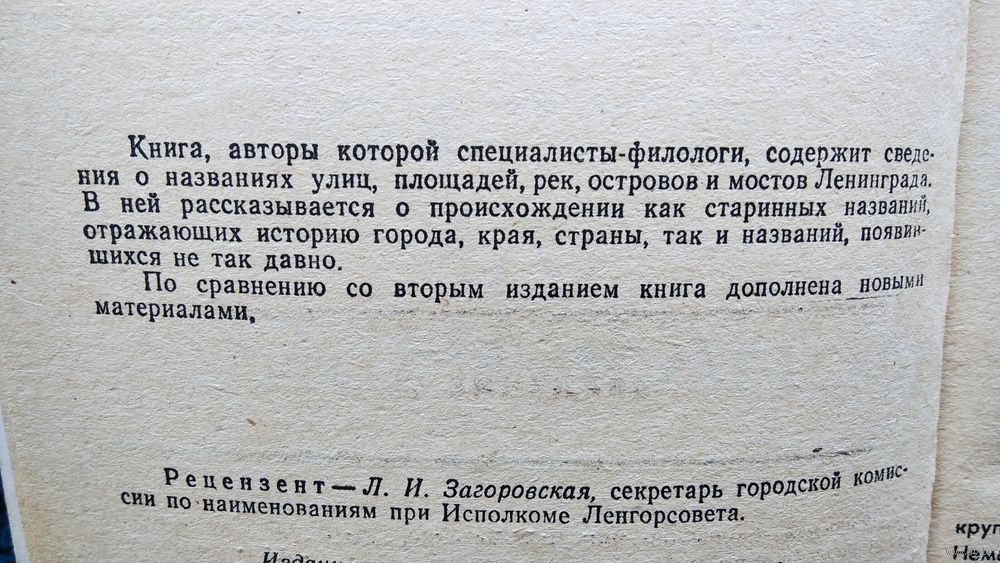 Книга, авторы которой специалисты-филологи, содержит сведе-
ния о названиях улиц, площадей, рек, островов и мостов Ленинграда.
В ней рассказывается о происхождении как старинных названий,
отражающих историю города, края, страны, так и названий, появив-
шихся не так давно.
По сравнению со вторым изданием книга дополнена новыми
материалами,
Рецензент — Л. И. Загоровская, секретарь городской комис-
сии по наименованиям при Исполкоме Ленгорсовета.